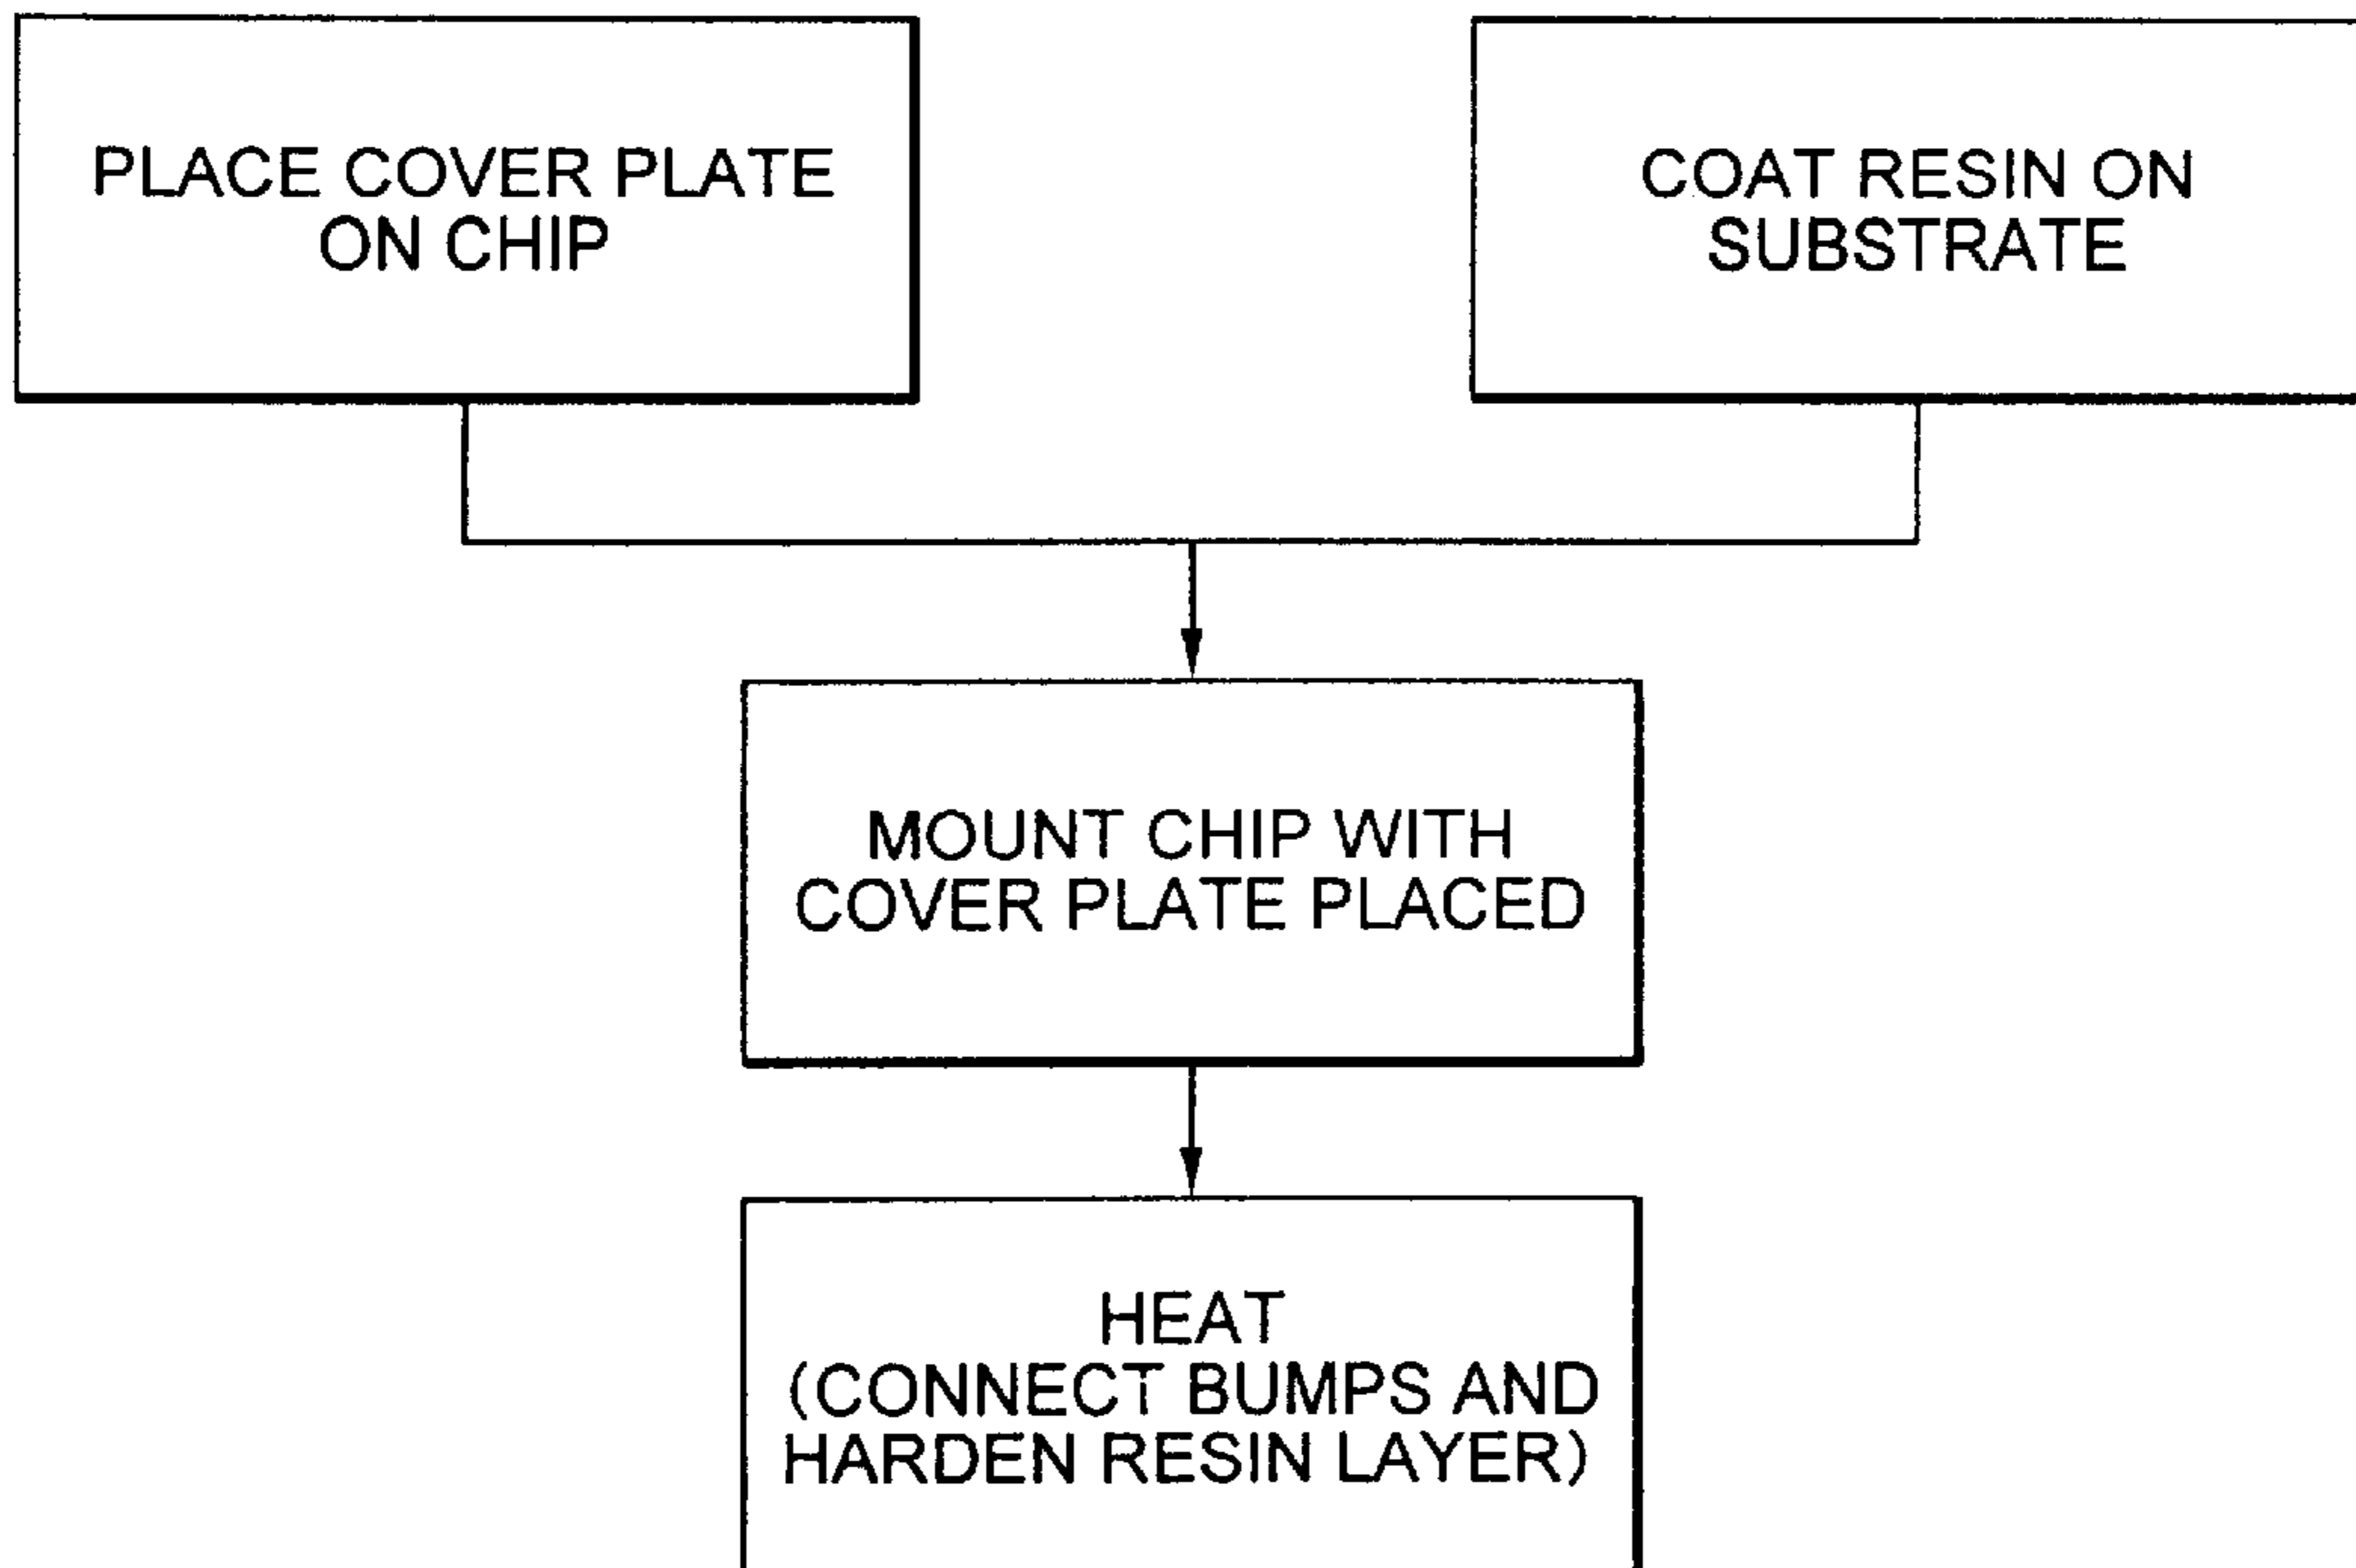 PLACE COVER PLATE
ON CHIP
COAT RESIN ON
SUBSTRATE
MOUNT CHIP WITH
COVER PLATE PLACED
HEAT
(CONNECT BUMPS AND
HARDEN RESIN LAYER)